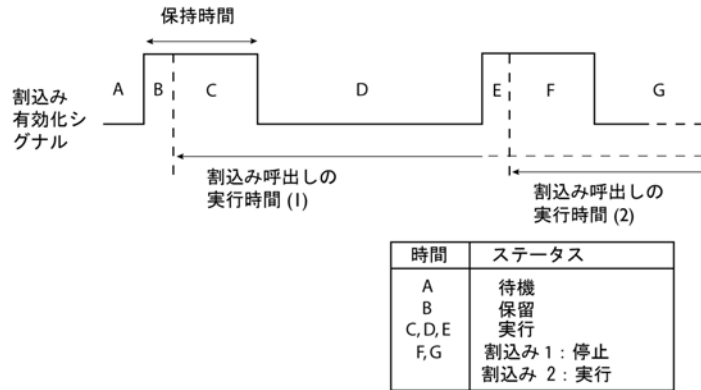 保持時間
A
B
C
D
E
F
G
割込み
有効化シ
グナル
割込み呼出しの
実行時間 (1)
割込み呼出しの
実行時間 (2)
時間 ステータス
A 待機
B 保留
C, D, E 実行
F, G 割込み 1 : 停止
割込み 2 : 実行